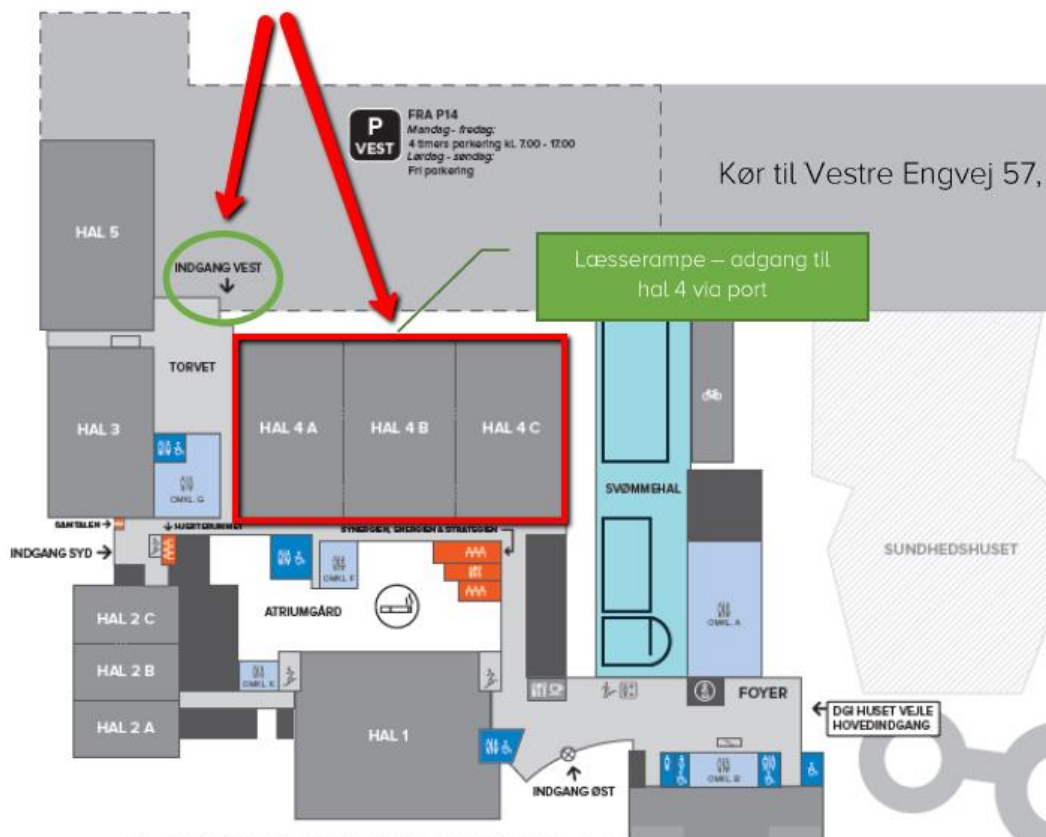 P
VEST
FRA P14
Mandag - fredag:
4 timers parkering kl. 7.00 - 17.00
Lørdag - søndag:
Fri parkering
Kør til Vestre Engvej 57,
HAL 5
INDGANG VEST
Læsserampe – adgang til
hal 4 via port
TORVET
HAL 3
HAL 4 A
HAL 4 B
HAL 4 C
OMKL. G
SVØMMEHAL
SAMTALEN
HJERTERUMMET
SYNERGIEN, ENERGIEN & STRATEGIEN
INDGANG SYD
SUNDHEDSHUSET
OMKL. F
ATRIUMGÅRD
OMKL. A
HAL 2 C
HAL 2 B
HAL 2 A
OMKL. K
HAL 1
FOYER
DGI HUSET VEJLE
HOVEDINDGANG
INDGANG ØST
OMKL. B